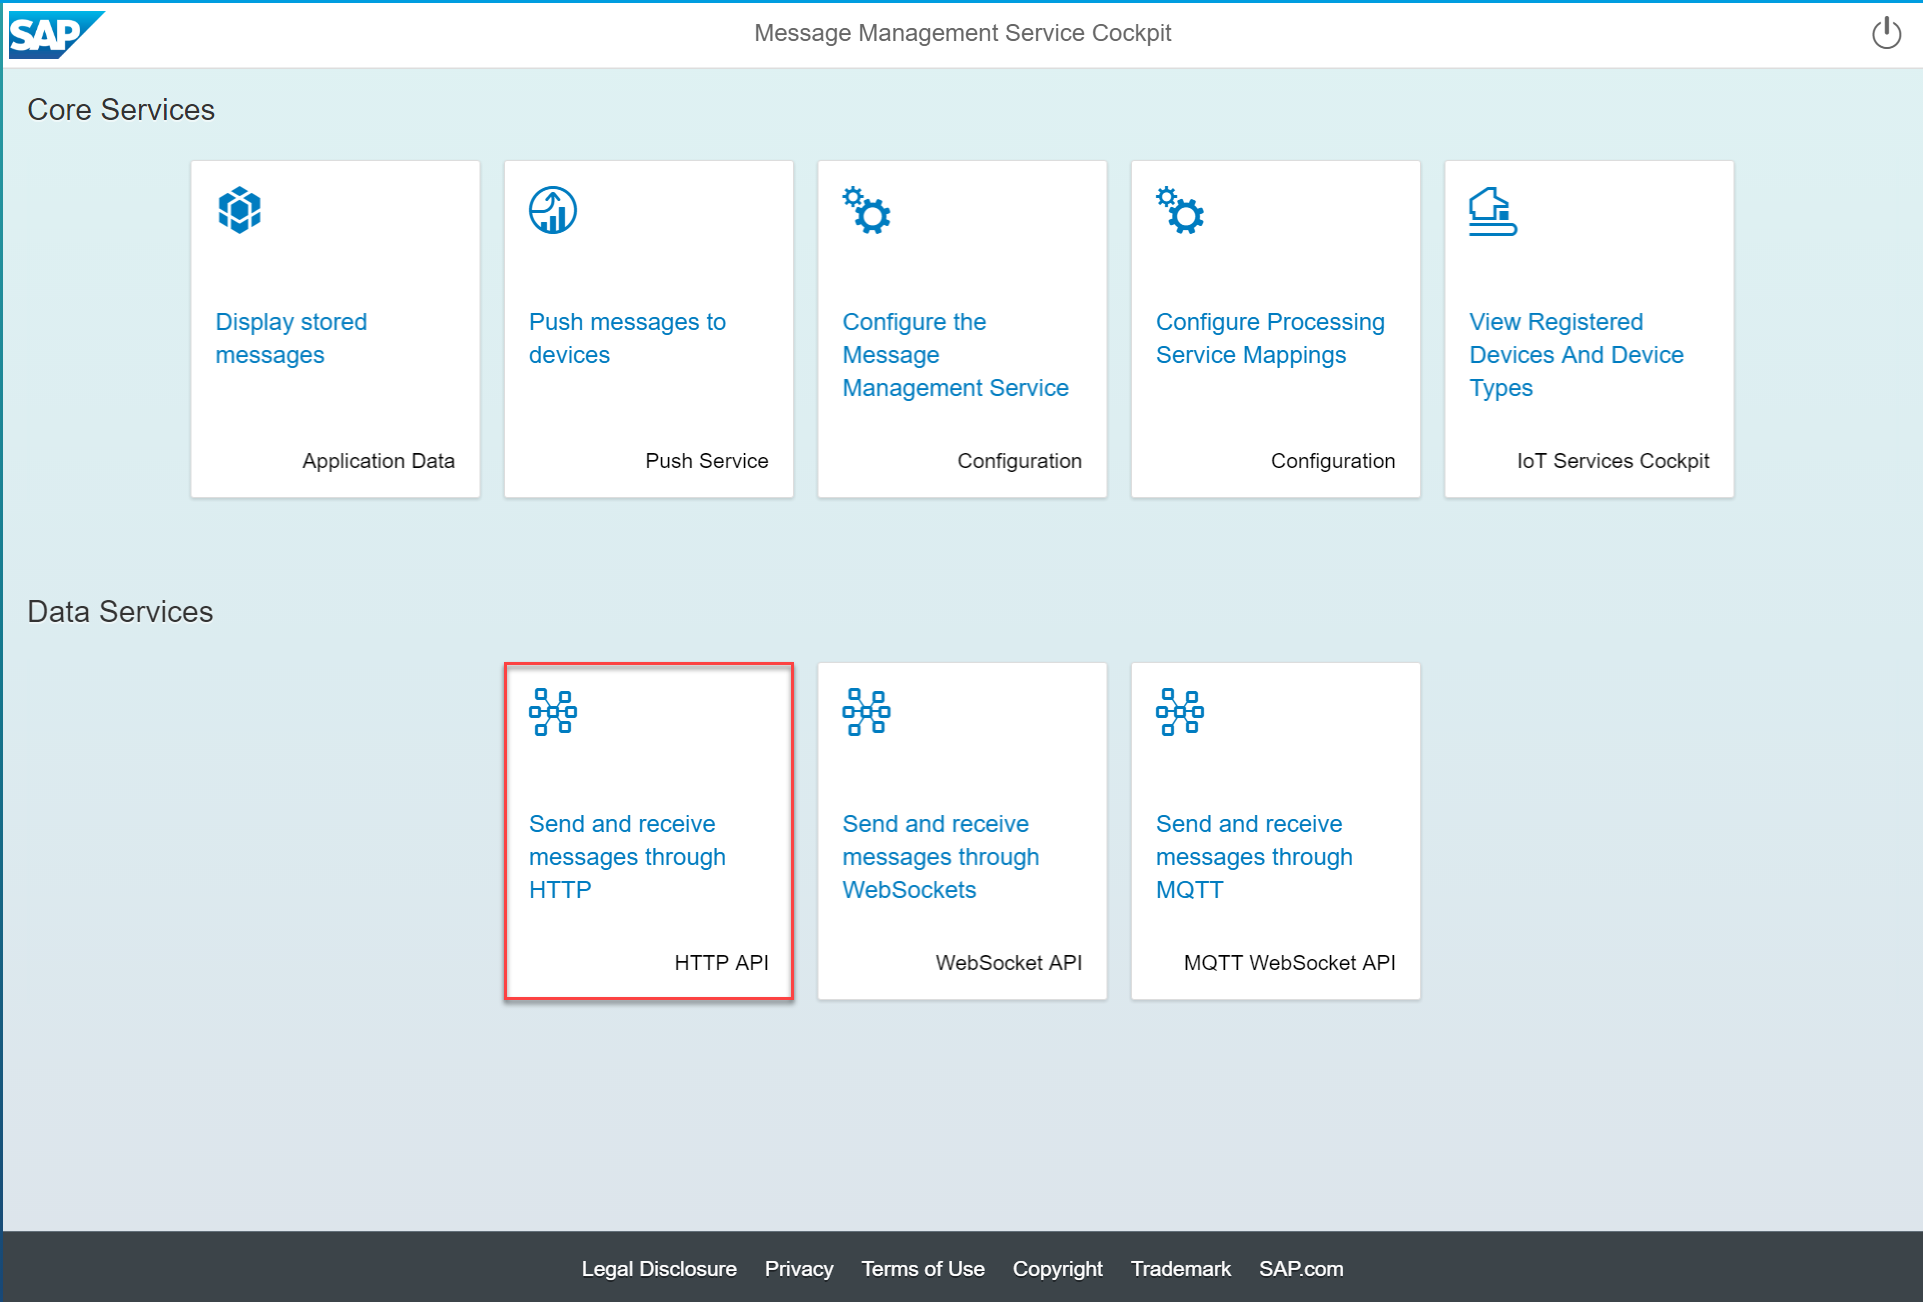 SAP
Message Management Service Cockpit
Core Services
Display stored
messages
Application Data
Push messages to
devices
Push Service
Configure the
Message
Management Service
Configuration
Configure Processing
Service Mappings
Configuration
View Registered
Devices And Device
Types
IoT Services Cockpit
Data Services
Send and receive
messages through
HTTP
HTTP API
Send and receive
messages through
WebSockets
WebSocket API
Send and receive
messages through
MQTT
MQTT WebSocket API
Legal Disclosure Privacy Terms of Use Copyright Trademark SAP.com